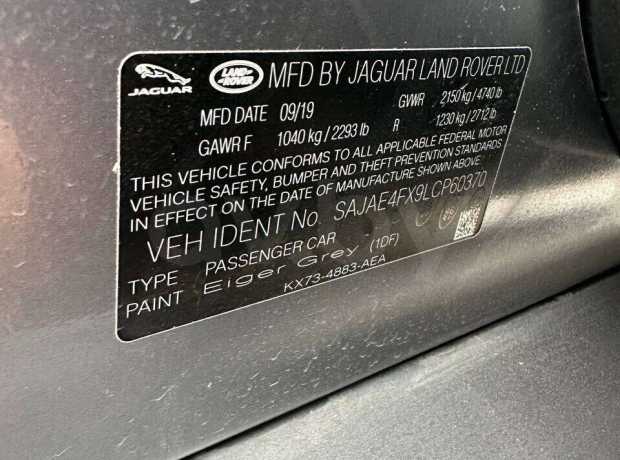 JAGUAR LAND ROVER MFD BY JAGUAR LAND ROVER LTD
MFD DATE 09/19 GVWR 2150 kg / 4740 lb
GAWR F 1040 kg / 2293 lb R 1230 kg / 2712 lb
THIS VEHICLE CONFORMS TO ALL APPLICABLE FEDERAL MOTOR
VEHICLE SAFETY, BUMPER AND THEFT PREVENTION STANDARDS
IN EFFECT ON THE DATE OF MANUFACTURE SHOWN ABOVE.
VEH IDENT No. SAJAE4FX9LCP60370
TYPE PASSENGER CAR
PAINT Eiger Grey (1DF)
KX73-4883-AEA